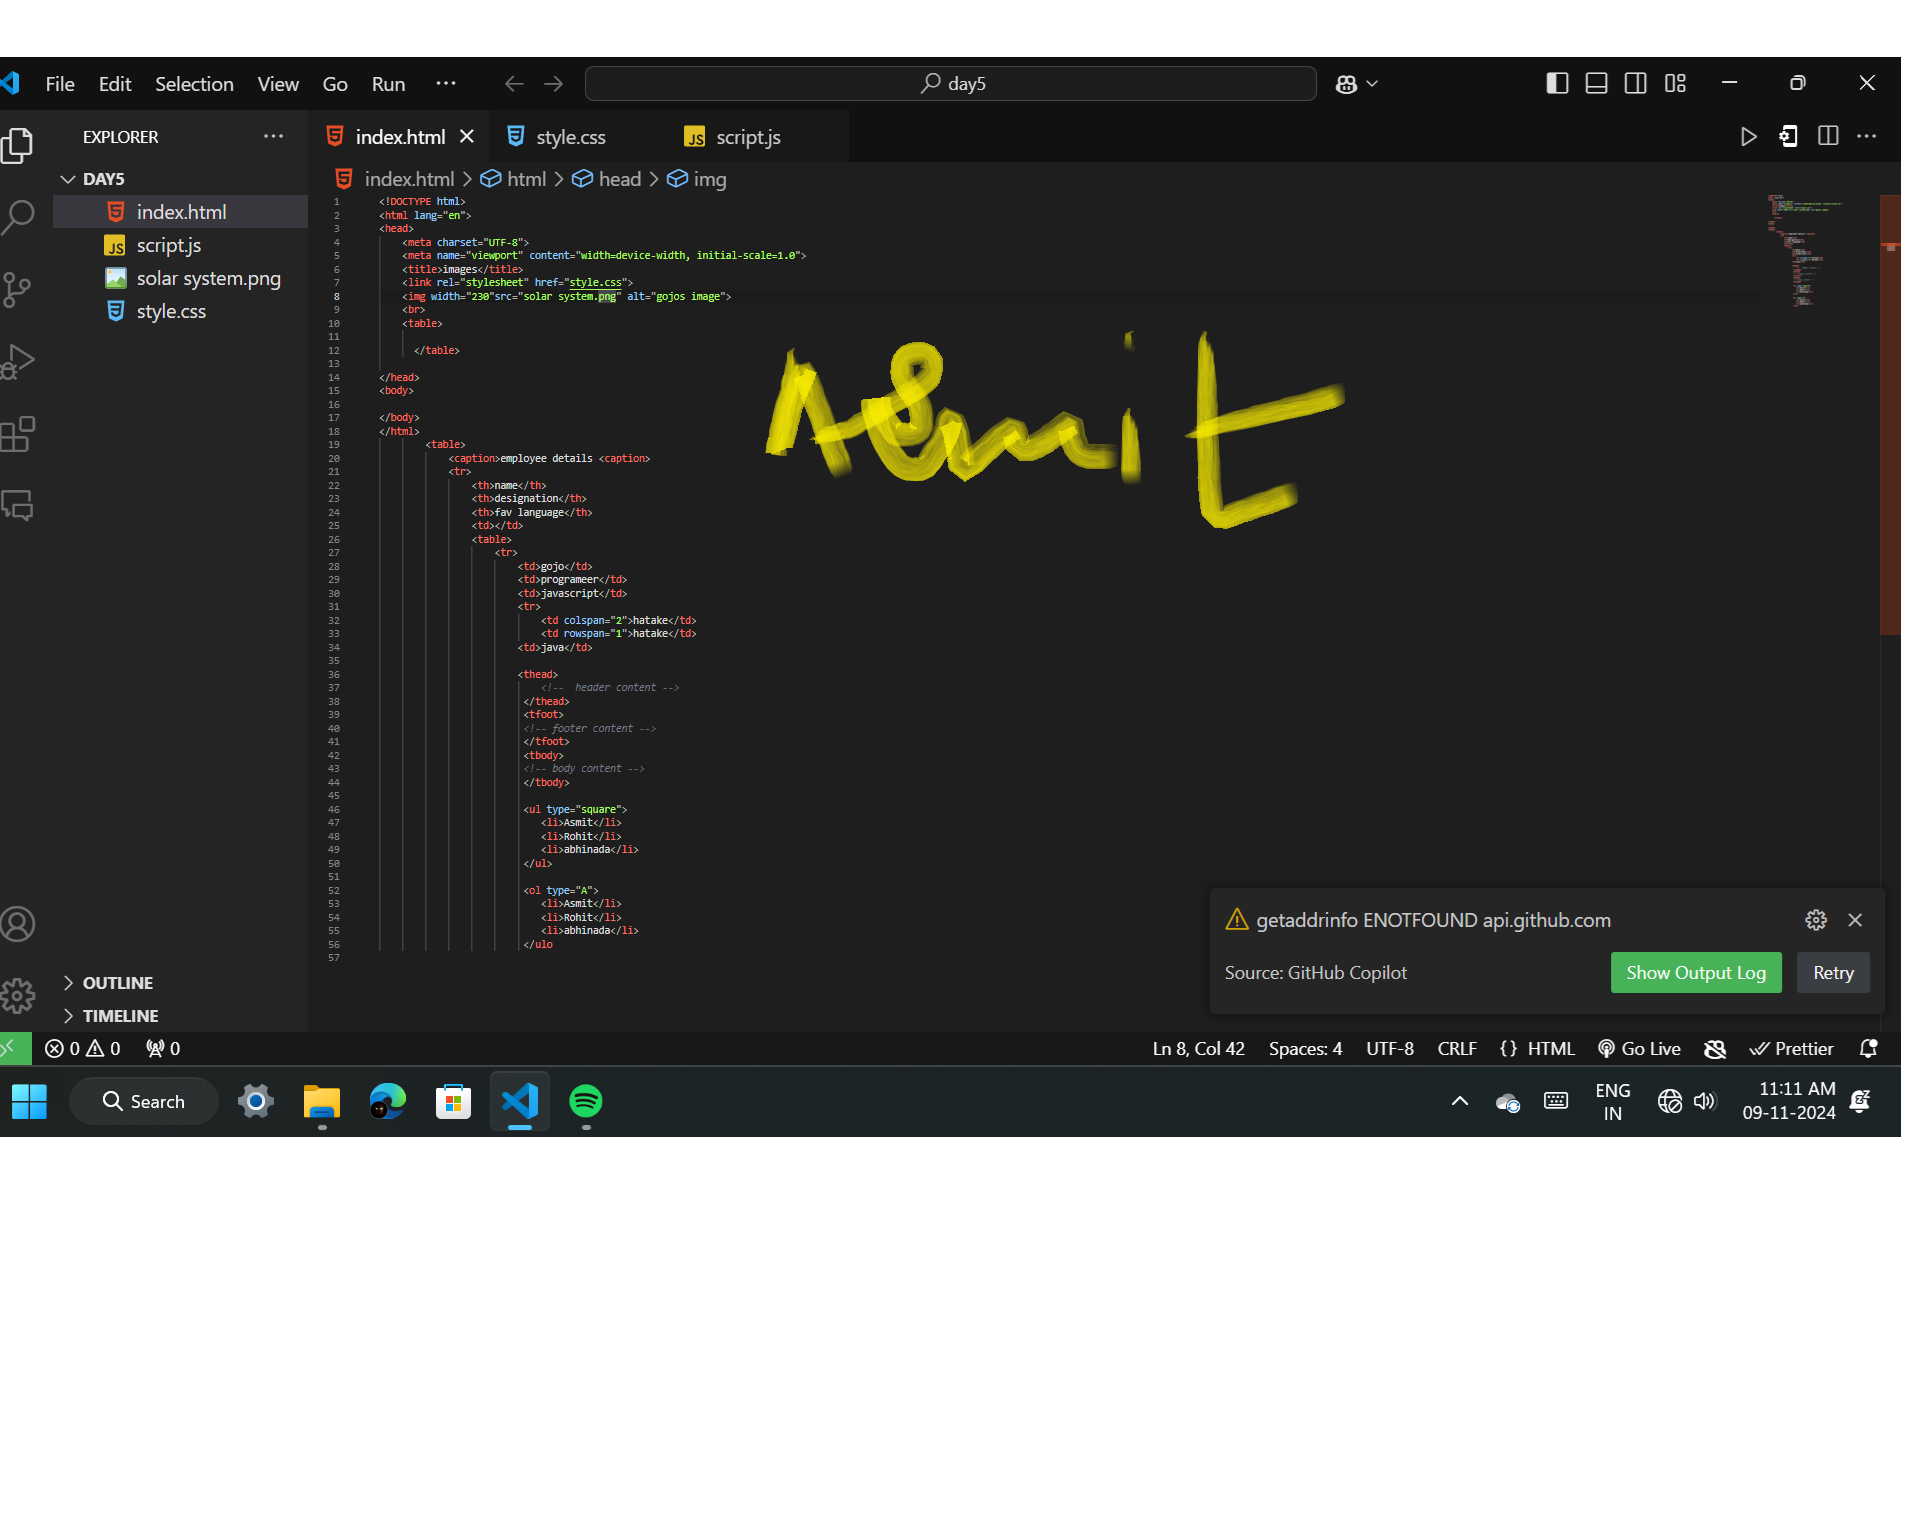 File Edit Selection View Go Run ... day5
EXPLORER ...
index.html
style.css
script.js
DAY5
index.html
script.js
solar system.png
style.css
index.html > html > head > img
1 <!DOCTYPE html>
2 <html lang="en">
3 <head>
4 <meta charset="UTF-8">
5 <meta name="viewport" content="width=device-width, initial-scale=1.0">
6 <title>images</title>
7 <link rel="stylesheet" href="style.css">
8 <img width="230"src="solar system.png" alt="gojos image">
9 <br>
10 <table>
11
12 </table>
13
14 </head>
15 <body>
16
17 </body>
18 </html>
19 <table>
20 <caption>employee details <caption>
21 <tr>
22 <th>name</th>
23 <th>designation</th>
24 <th>fav language</th>
25 <td></td>
26 <table>
27 <tr>
28 <td>gojo</td>
29 <td>programeer</td>
30 <td>javascript</td>
31 <tr>
32 <td colspan="2">hatake</td>
33 <td rowspan="1">hatake</td>
34 <td>java</td>
35
36 <thead>
37 <!--  header content -->
38 </thead>
39 <tfoot>
40 <!-- footer content -->
41 </tfoot>
42 <tbody>
43 <!-- body content -->
44 </tbody>
45
46 <ul type="square">
47 <li>Asmit</li>
48 <li>Rohit</li>
49 <li>abhinada</li>
50 </ul>
51
52 <ol type="A">
53 <li>Asmit</li>
54 <li>Rohit</li>
55 <li>abhinada</li>
56 </ulo
57
OUTLINE
TIMELINE
getaddrinfo ENOTFOUND api.github.com
Source: GitHub Copilot
Show Output Log
Retry
0 0 0 Ln 8, Col 42 Spaces: 4 UTF-8 CRLF {} HTML Go Live Prettier
Search
ENG
IN
11:11 AM
09-11-2024